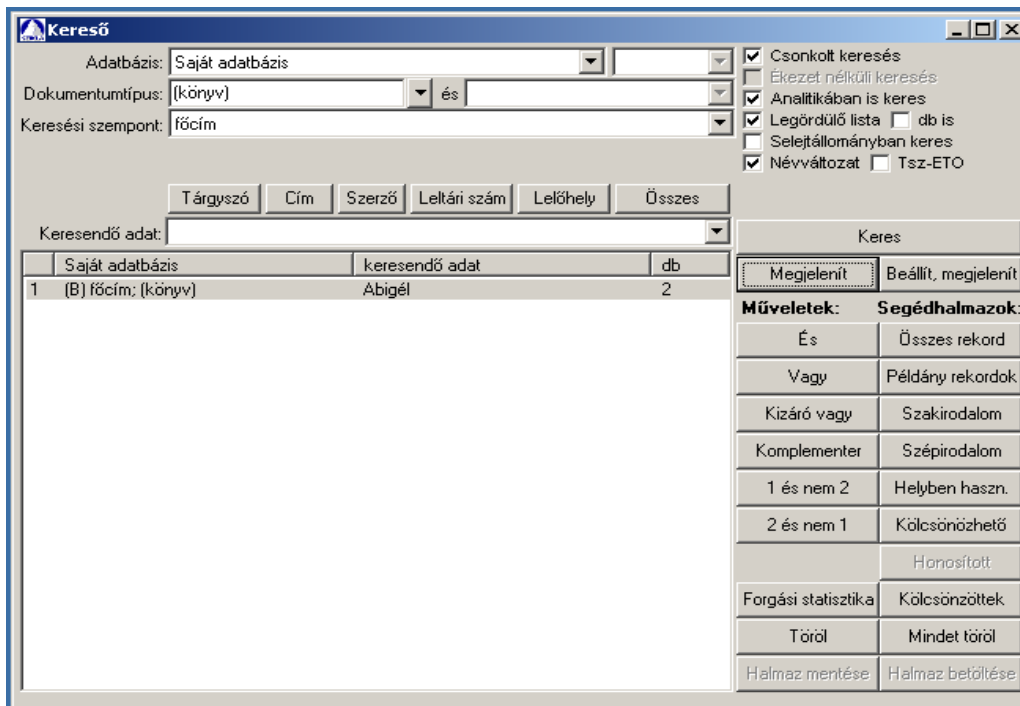 Kereső
Adatbázis: Saját adatbázis
Dokumentumtípus: (könyv) és
Keresési szempont: főcím
Csonkolt keresés
Ékezet nélküli keresés
Analitikában is keres
Legördülő lista db is
Selejtállományban keres
Névváltozat Tsz-ETO
Tárgyszó Cím Szerző Leltári szám Lelőhely Összes
Keresendő adat:
Keres
Saját adatbázis keresendő adat db
1 (B) főcím; (könyv) Abigél 2
Megjelenít Beállít, megjelenít
Műveletek: Segédhalmazok:
És Összes rekord
Vagy Példány rekordok
Kizáró vagy Szakirodalom
Komplementer Szépirodalom
1 és nem 2 Helyben haszn.
2 és nem 1 Kölcsönözhető
Honosított
Forgási statisztika Kölcsönzöttek
Töröl Mindet töröl
Halmaz mentése Halmaz betöltése